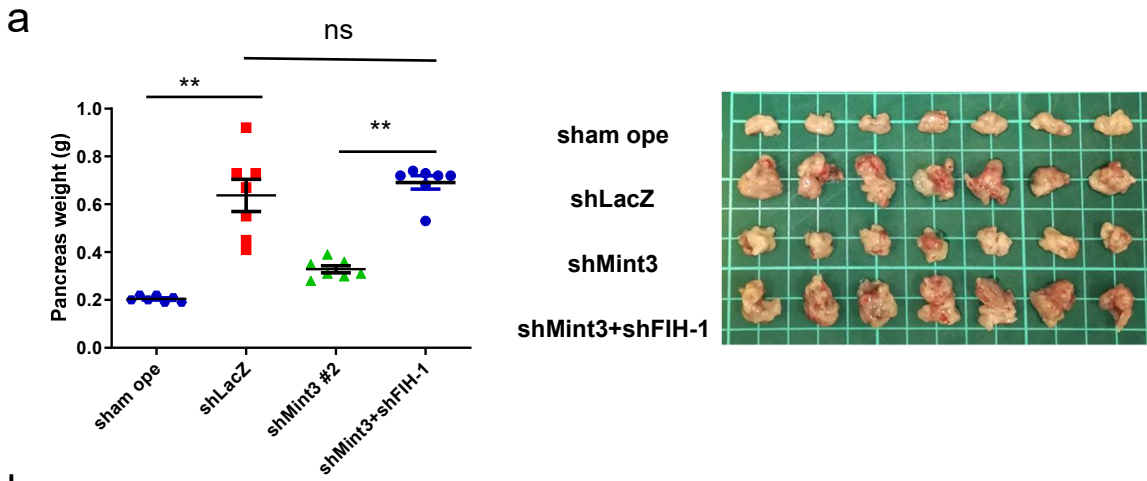 a
ns
**
**
Pancreas weight (g)
1.0
0.8
0.6
0.4
0.2
0.0
sham ope
shLacZ
shMint3 #2
shMint3+shFIH-1
sham ope
shLacZ
shMint3
shMint3+shFIH-1